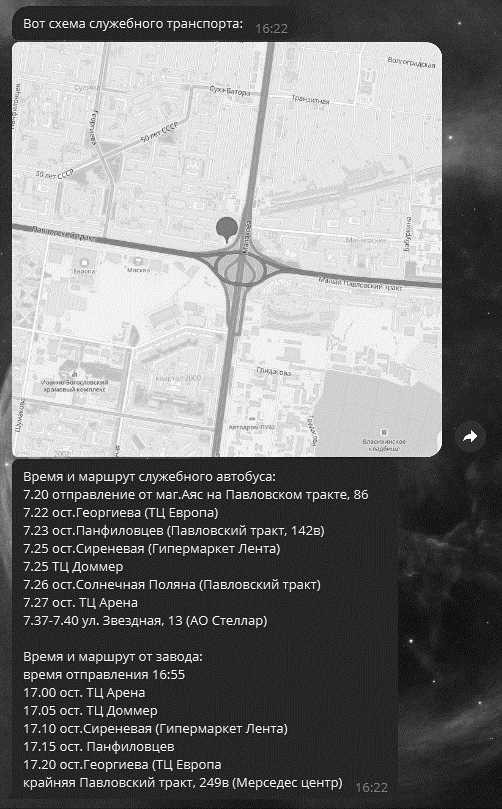 Вот схема служебного транспорта:
16:22
Волгоградская
Сухэ-Батора
Транзитная
Георгиева
50 лет СССР
50 лет СССР
Павловский тракт
Малахова
Бабуркина
Европа
Москва
Малый Павловский тракт
Гридасова
Иоанно-Богословский
храмовый комплекс
квартал 2000
Шумакова
Автодром
Власихинское
кладбище
2002
Время и маршрут служебного автобуса:
7.20 отправление от маг.Аяс на Павловском тракте, 86
7.22 ост.Георгиева (ТЦ Европа)
7.23 ост.Панфиловцев (Павловский тракт, 142в)
7.25 ост.Сиреневая (Гипермаркет Лента)
7.25 ТЦ Доммер
7.26 ост.Солнечная Поляна (Павловский тракт)
7.27 ост. ТЦ Арена
7.37-7.40 ул. Звездная, 13 (АО Стеллар)
Время и маршрут от завода:
время отправления 16:55
17.00 ост. ТЦ Арена
17.05 ост. ТЦ Доммер
17.10 ост.Сиреневая (Гипермаркет Лента)
17.15 ост. Панфиловцев
17.20 ост.Георгиева (ТЦ Европа
крайняя Павловский тракт, 249в (Мерседес центр)
16:22